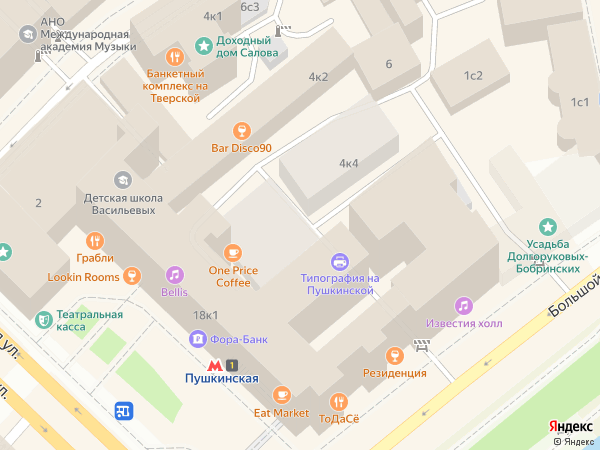 6с3
АНО
Международная
академия Музыки
4к1
Доходный
дом Салова
6
Банкетный
комплекс на
Тверской
4к2
1с2
1с1
Bar Disco90
4к4
Детская школа
Васильевых
2
Грабли
Усадьба
Долгоруковых-
Бобринских
One Price
Coffee
Lookin Rooms
Bellis
Типография на
Пушкинской
Большой
Театральная
касса
18к1
Известия холл
Фора-Банк
ул.
1
Пушкинская
Резиденция
ул.
Eat Market
ТоДаСё
Яндекс
© Яндекс